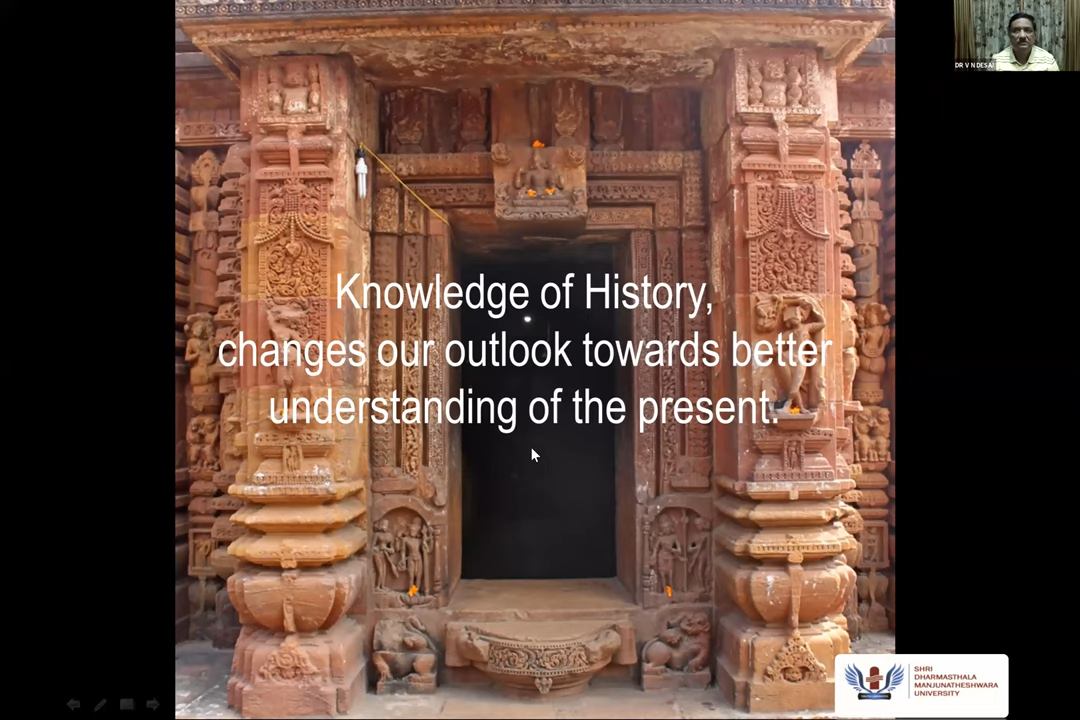 DR V N DESAI
Knowledge of History,
changes our outlook towards better
understanding of the present.
SHRI
DHARMASTHALA
MANJUNATHESHWARA
UNIVERSITY